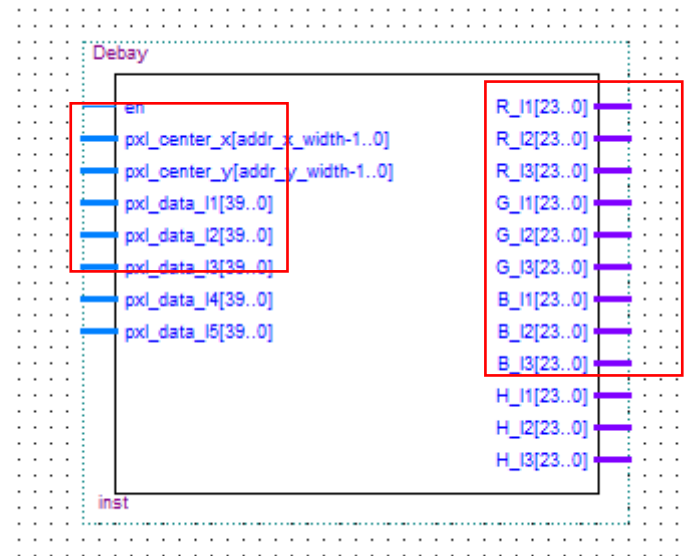 Debay
en
pxl_center_x[addr_x_width-1..0]
pxl_center_y[addr_y_width-1..0]
pxl_data_l1[39..0]
pxl_data_l2[39..0]
pxl_data_l3[39..0]
pxl_data_l4[39..0]
pxl_data_l5[39..0]
R_l1[23..0]
R_l2[23..0]
R_l3[23..0]
G_l1[23..0]
G_l2[23..0]
G_l3[23..0]
B_l1[23..0]
B_l2[23..0]
B_l3[23..0]
H_l1[23..0]
H_l2[23..0]
H_l3[23..0]
inst